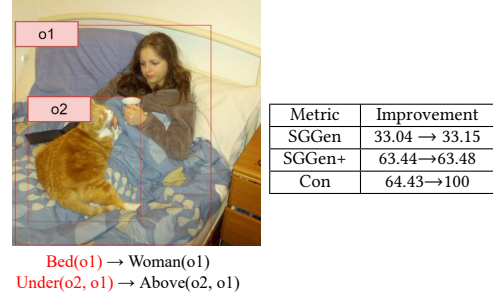 o1
o2
Bed(o1) → Woman(o1)
Under(o2, o1) → Above(o2, o1)
Metric Improvement
SGGen 33.04 → 33.15
SGGen+ 63.44→63.48
Con 64.43→100